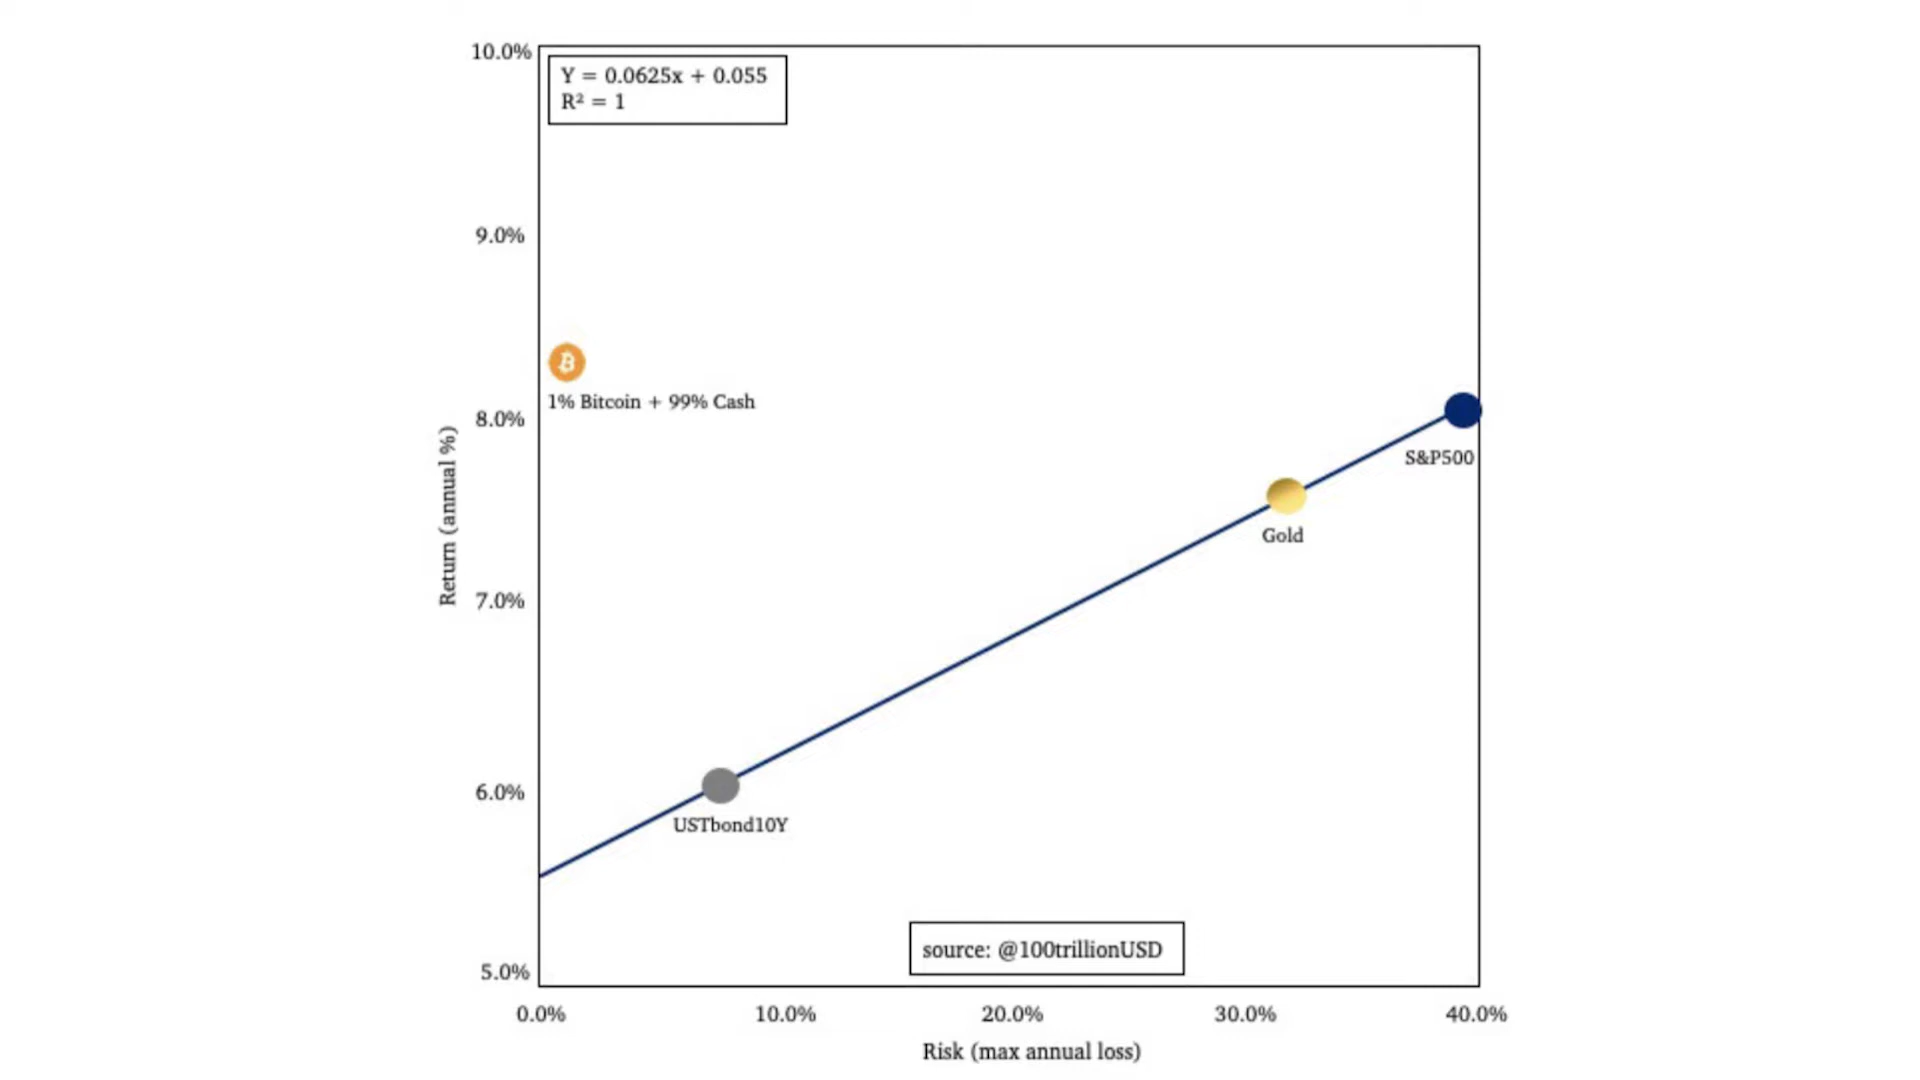 10.0%
Y = 0.0625x + 0.055
R² = 1
9.0%
1% Bitcoin + 99% Cash
8.0%
S&P500
Gold
Return (annual %)
7.0%
6.0%
USTbond10Y
source: @100trillionUSD
5.0%
0.0% 10.0% 20.0% 30.0% 40.0%
Risk (max annual loss)